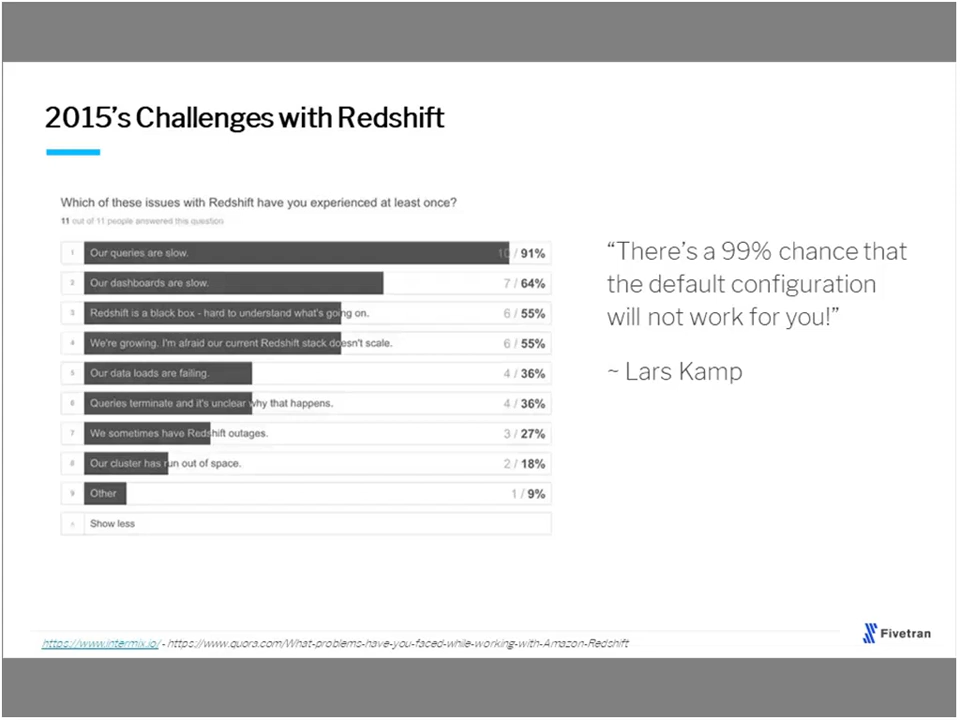 2015's Challenges with Redshift
Which of these issues with Redshift have you experienced at least once?
11 out of 11 people answered this question
1 Our queries are slow. 10 / 91%
2 Our dashboards are slow. 7 / 64%
3 Redshift is a black box - hard to understand what's going on. 6 / 55%
4 We're growing. I'm afraid our current Redshift stack doesn't scale. 6 / 55%
5 Our data loads are failing. 4 / 36%
6 Queries terminate and it's unclear why that happens. 4 / 36%
7 We sometimes have Redshift outages. 3 / 27%
8 Our cluster has run out of space. 2 / 18%
9 Other 1 / 9%
Show less
“There's a 99% chance that
the default configuration
will not work for you!”
~ Lars Kamp
https://www.intermix.io/ - https://www.quora.com/What-problems-have-you-faced-while-working-with-Amazon-Redshift
Fivetran